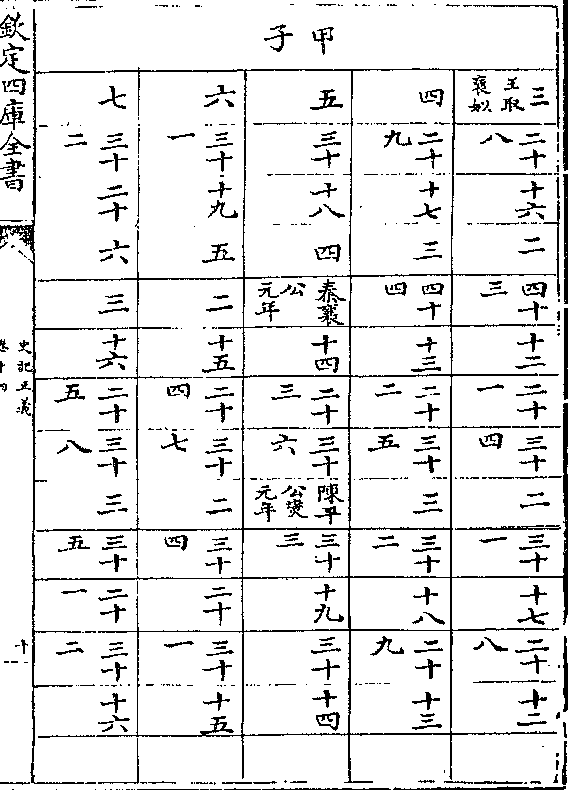 甲子
三 王取褒姒 二十八 十六 二 四十三 十二 二十一 三十四 二 三十一 十七 二十八 十二
四 二十九 十七 三 四十四 十三 二十二 三十五 三 三十二 十八 二十九 十三
五 三十 十八 四 秦襄公元年 十四 二十三 三十六 陳平公燮元年 三十三 十九 三十 十四
六 三十一 十九 五 二 十五 二十四 三十七 二 三十四 二十 三十一 十五
七 三十二 二十 六 三 十六 二十五 三十八 三 三十五 二十一 三十二 十六
欽定四庫全書
史記正義
卷十四
十